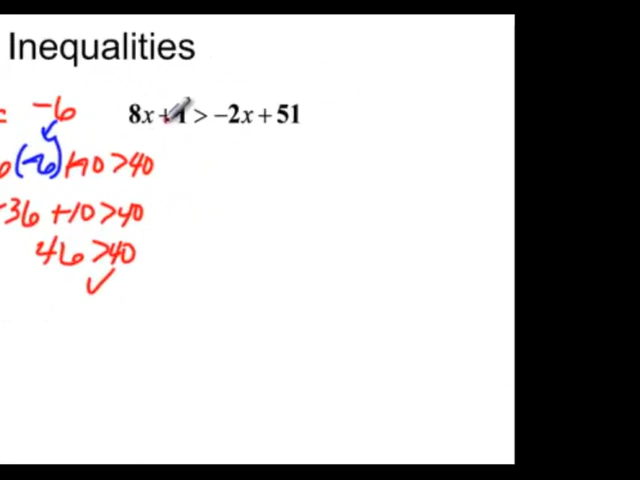 Inequalities
= -6
8x + 1 > -2x + 51
(-6) + 10 > 40
36 + 10 > 40
46 > 40
✓